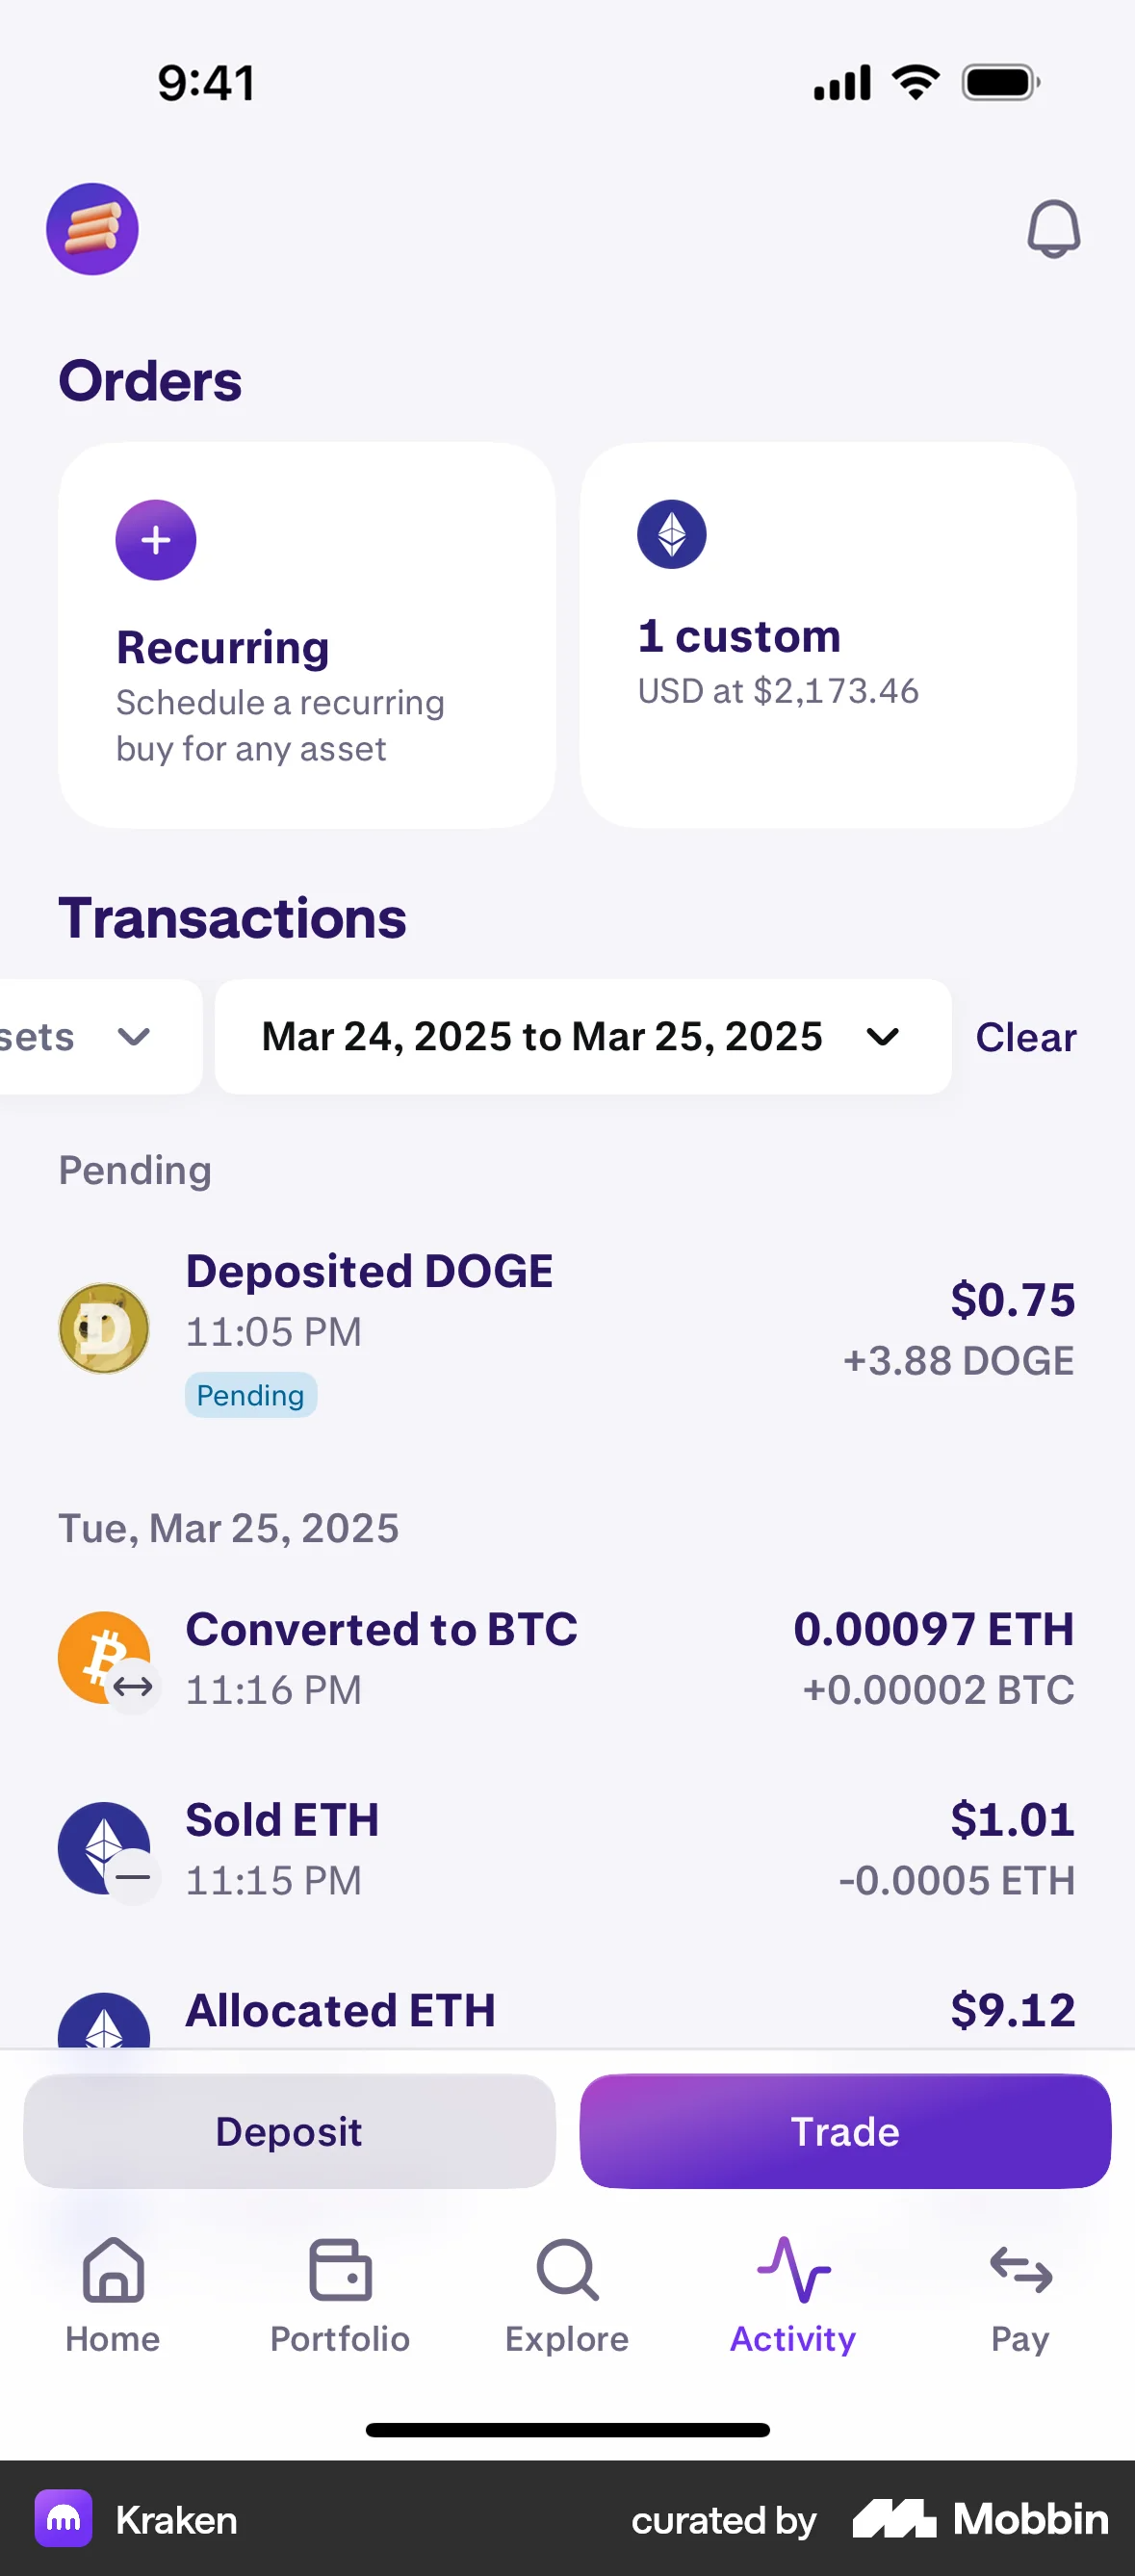 9:41
Orders
Recurring
Schedule a recurring
buy for any asset
1 custom
USD at $2,173.46
Transactions
sets
Mar 24, 2025 to Mar 25, 2025
Clear
Pending
Deposited DOGE
11:05 PM
Pending
$0.75
+3.88 DOGE
Tue, Mar 25, 2025
Converted to BTC
11:16 PM
0.00097 ETH
+0.00002 BTC
Sold ETH
11:15 PM
$1.01
-0.0005 ETH
Allocated ETH
$9.12
Deposit
Trade
Home
Portfolio
Explore
Activity
Pay
Kraken
curated by
Mobbin